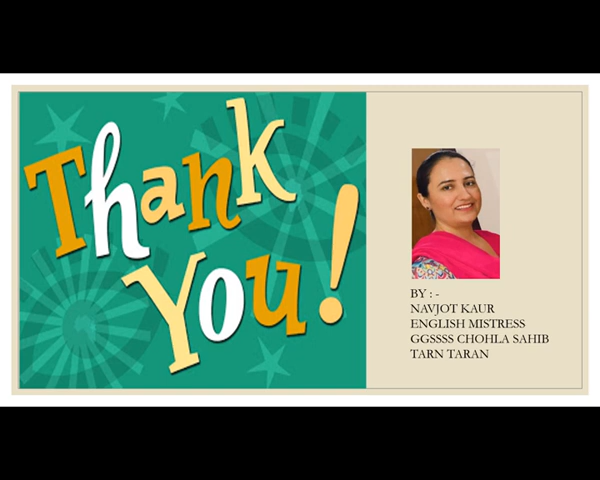 Thank
You!
BY : -
NAVJOT KAUR
ENGLISH MISTRESS
GGSSSS CHOHLA SAHIB
TARN TARAN